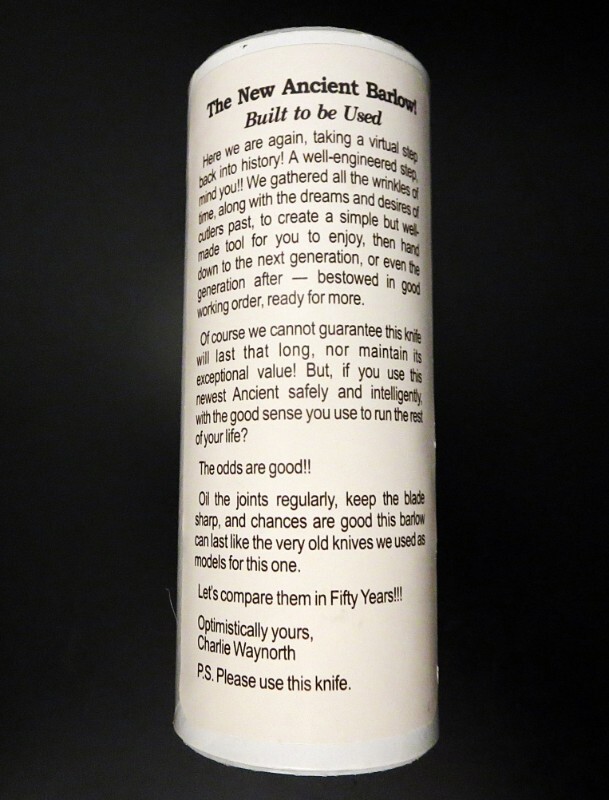 The New Ancient Barlow!
Built to be Used
Here we are again, taking a virtual step
back into history! A well-engineered step,
mind you!! We gathered all the wrinkles of
time, along with the dreams and desires of
cutlers past, to create a simple but well-
made tool for you to enjoy, then hand
down to the next generation, or even the
generation after — bestowed in good
working order, ready for more.
Of course we cannot guarantee this knife
will last that long, nor maintain its
exceptional value! But, if you use this
newest Ancient safely and intelligently,
with the good sense you use to run the rest
of your life?
The odds are good!!
Oil the joints regularly, keep the blade
sharp, and chances are good this barlow
can last like the very old knives we used as
models for this one.
Let's compare them in Fifty Years!!!
Optimistically yours,
Charlie Waynorth
P.S. Please use this knife.